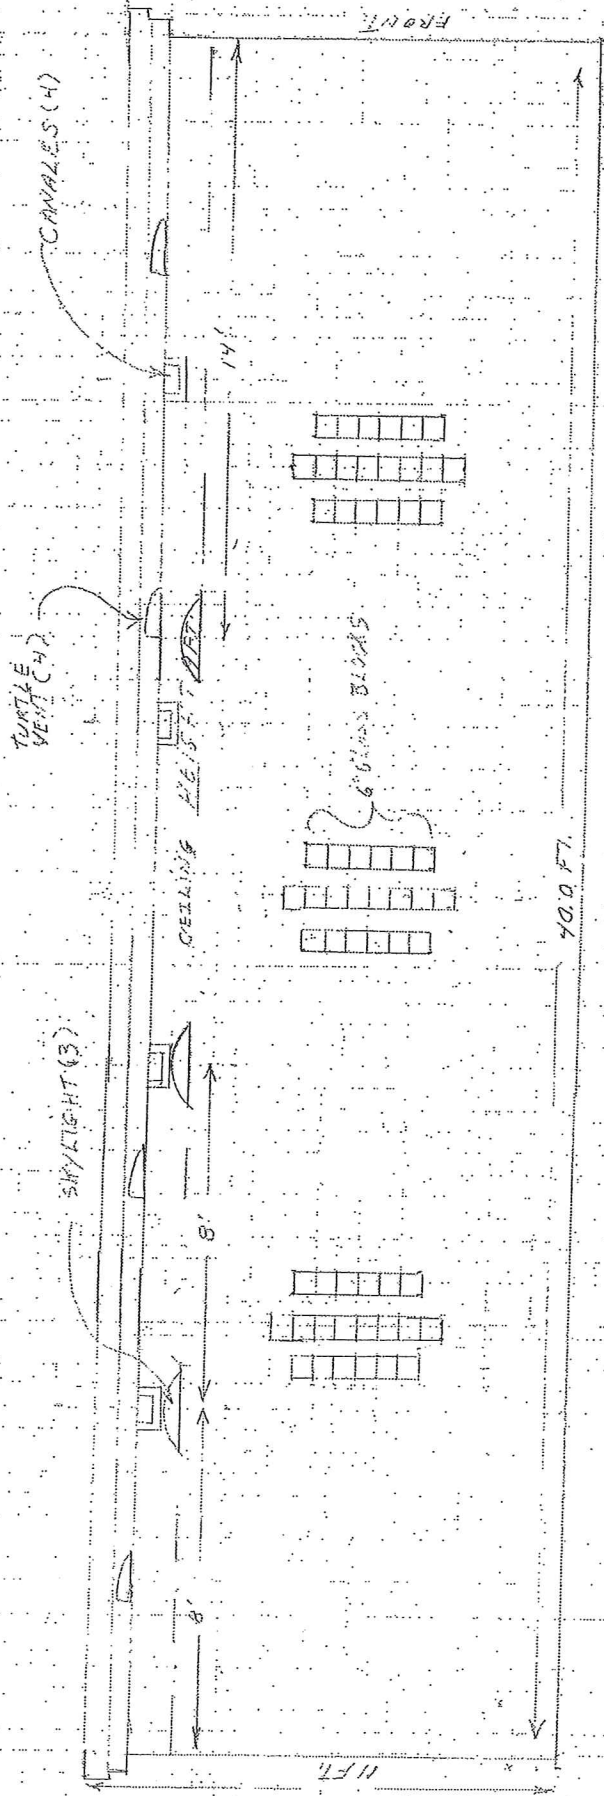 FRONT
CANALES (4)
14'
TURTLE
VENT (4)
CEILING HEIGHT
6" GLASS BLOCKS
40.0 FT.
SKYLIGHT (3)
8'
8'
11 FT.